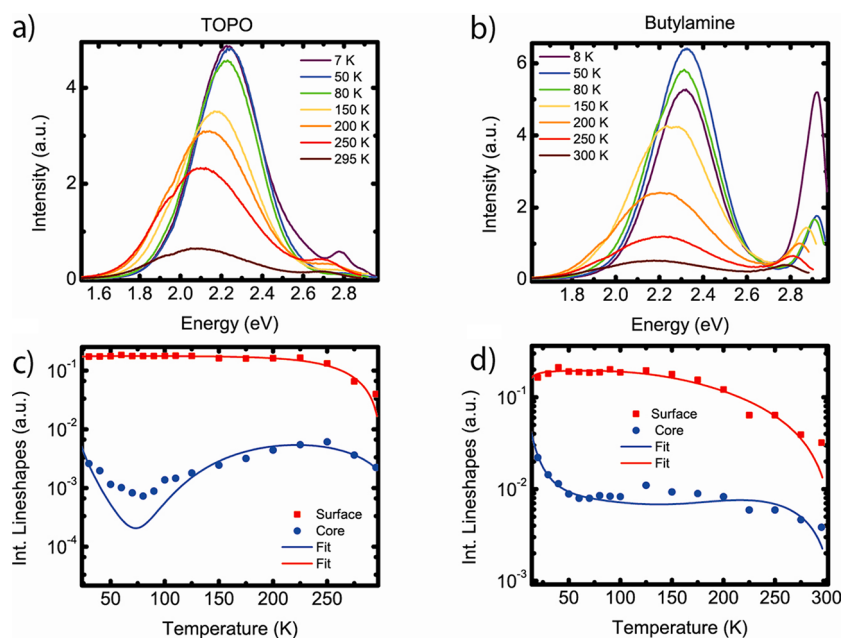 a)
TOPO
Intensity (a.u.)
4
2
0
7 K
50 K
80 K
150 K
200 K
250 K
295 K
1.6 1.8 2.0 2.2 2.4 2.6 2.8
Energy (eV)
b)
Butylamine
Intensity (a.u.)
6
4
2
0
8 K
50 K
80 K
150 K
200 K
250 K
300 K
1.6 1.8 2.0 2.2 2.4 2.6 2.8
Energy (eV)
c)
Int. Lineshapes (a.u.)
10-1
10-2
10-3
10-4
Surface
Core
Fit
Fit
50 100 150 200 250
Temperature (K)
d)
Int. Lineshapes (a.u.)
10-1
10-2
10-3
Surface
Core
Fit
Fit
50 100 150 200 250 300
Temperature (K)